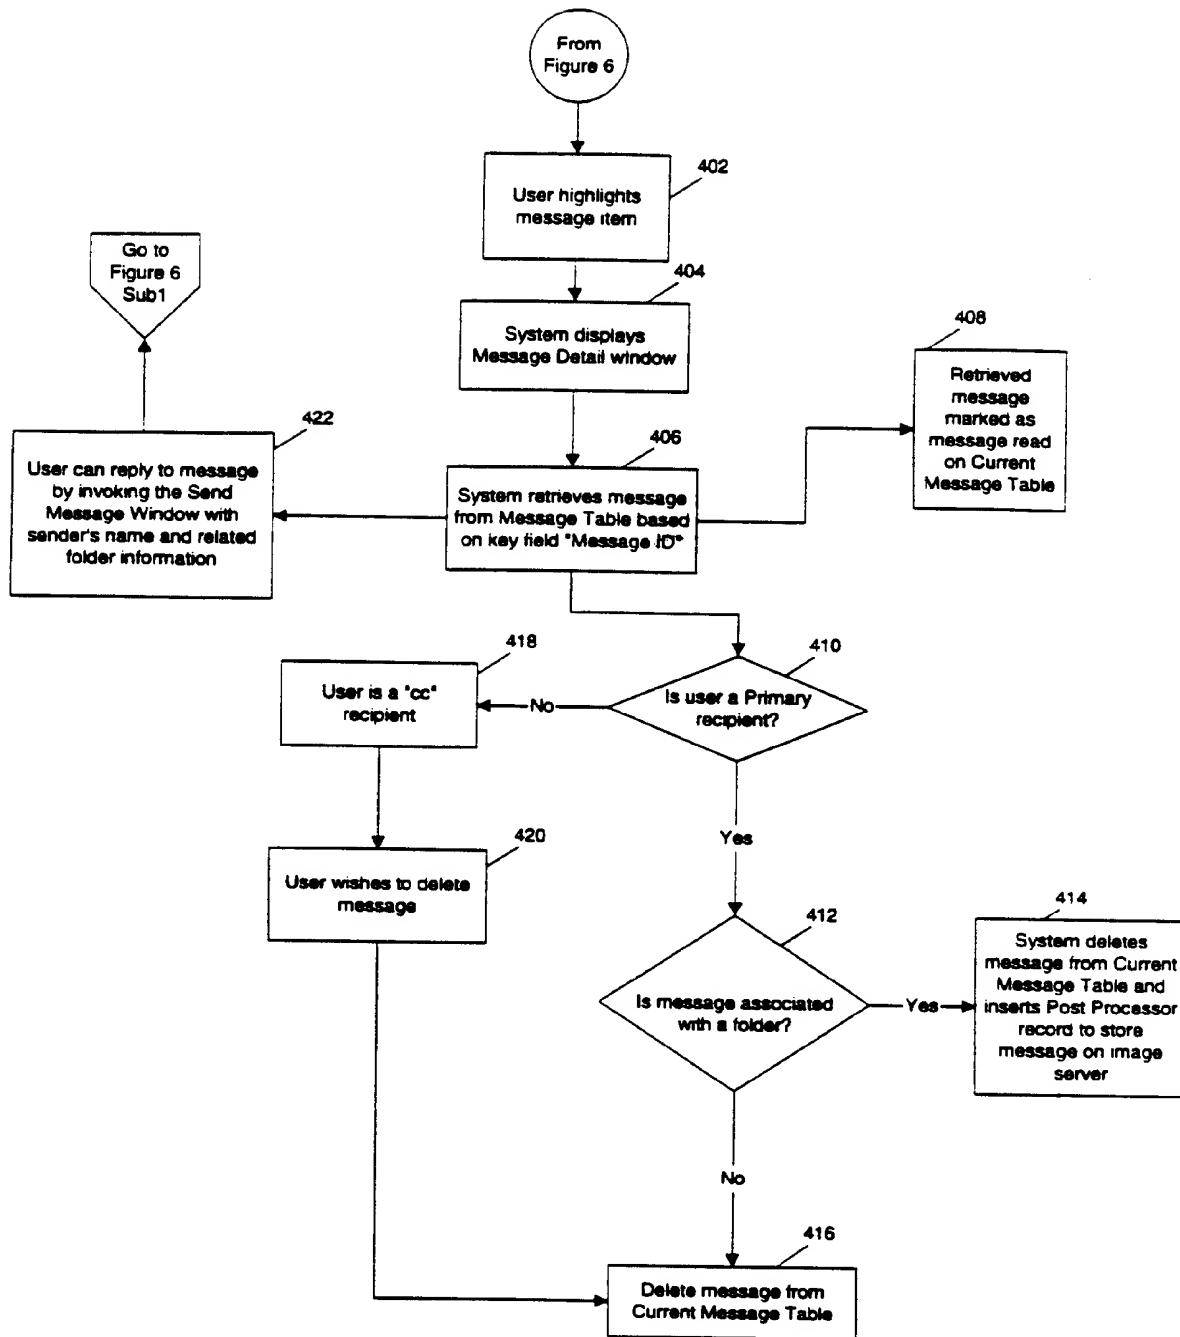 From
Figure 6
402
User highlights
message item
Go to
Figure 6
Sub1
404
System displays
Message Detail window
408
Retrieved
message
marked as
message read
on Current
Message Table
422
User can reply to message
by invoking the Send
Message Window with
sender's name and related
folder information
406
System retrieves message
from Message Table based
on key field "Message ID"
410
Is user a Primary
recipient?
No
418
User is a "cc"
recipient
Yes
420
User wishes to delete
message
412
Is message associated
with a folder?
Yes
414
System deletes
message from Current
Message Table and
inserts Post Processor
record to store
message on image
server
No
416
Delete message from
Current Message Table